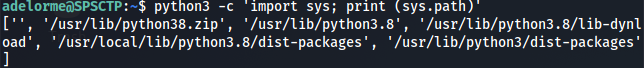 adelorme@SPSCTP:~$ python3 -c 'import sys; print (sys.path)'
['', '/usr/lib/python38.zip', '/usr/lib/python3.8', '/usr/lib/python3.8/lib-dynl
oad', '/usr/local/lib/python3.8/dist-packages', '/usr/lib/python3/dist-packages'
]